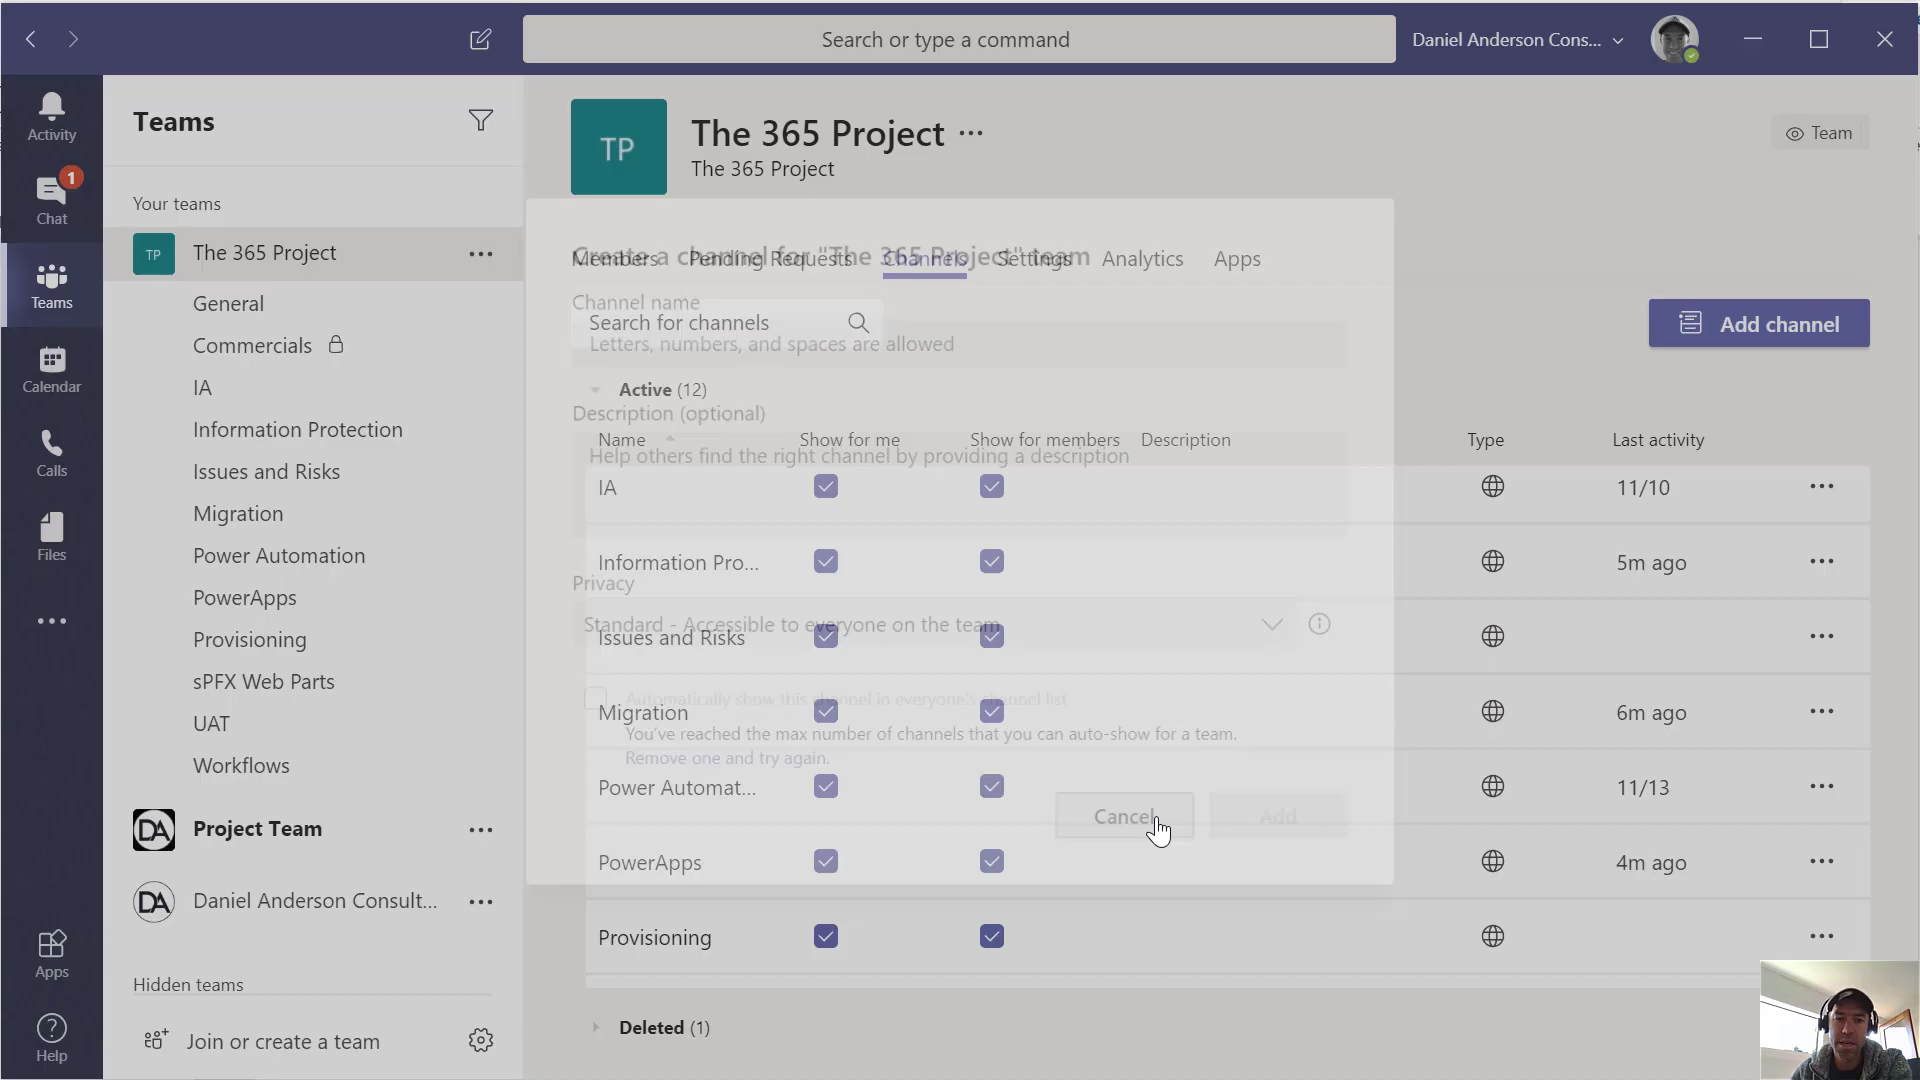 Search or type a command
Daniel Anderson Cons...
Activity
1
Chat
Teams
Calendar
Calls
Files
Apps
Help
Teams
Your teams
TP
The 365 Project
General
Commercials
IA
Information Protection
Issues and Risks
Migration
Power Automation
PowerApps
Provisioning
sPFX Web Parts
UAT
Workflows
DA
Project Team
DA
Daniel Anderson Consult...
Hidden teams
Join or create a team
TP
The 365 Project
The 365 Project
Team
Create a channel for "The 365 Project" team
Members Pending Requests Channels Settings Analytics Apps
Channel name
Search for channels
Add channel
Letters, numbers, and spaces are allowed
Active (12)
Description (optional)
Name Show for me Show for members Description Type Last activity
Help others find the right channel by providing a description
IA 11/10
Information Pro... 5m ago
Privacy
Standard - Accessible to everyone on the team
Issues and Risks
Automatically show this channel in everyone's channel list
Migration 6m ago
You've reached the max number of channels that you can auto-show for a team.
Remove one and try again.
Power Automat... 11/13
Cancel Add
PowerApps 4m ago
Provisioning
Deleted (1)